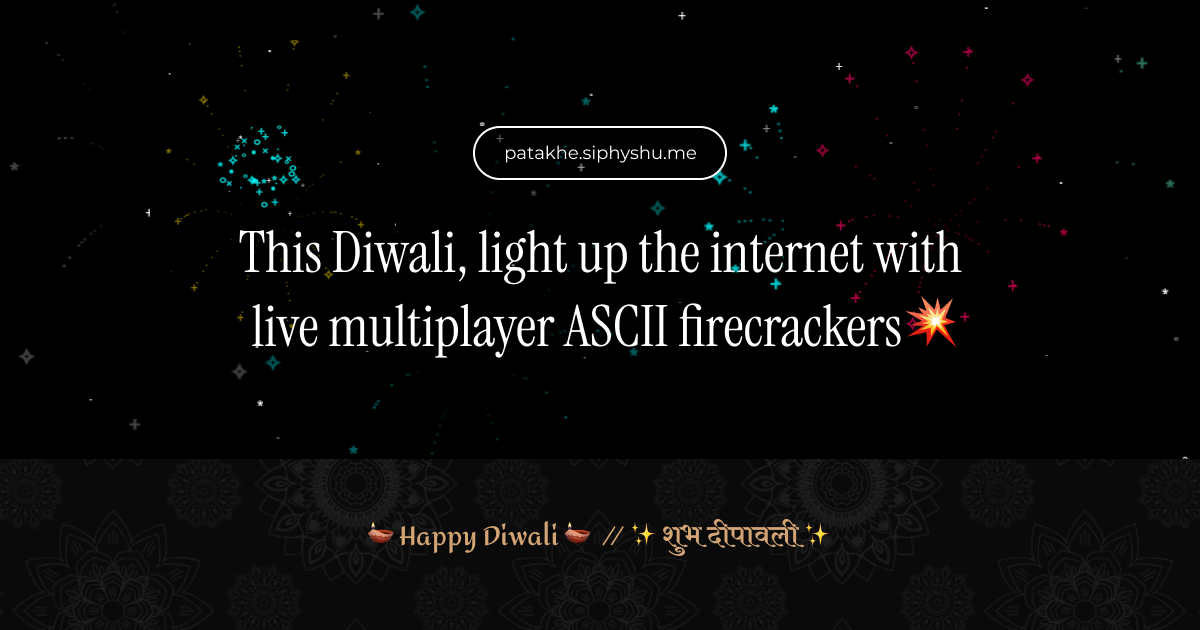 patakhe.siphyshu.me
This Diwali, light up the internet with
live multiplayer ASCII firecrackers💥
🪔 Happy Diwali 🪔 // ✨ शुभ दीपावली ✨